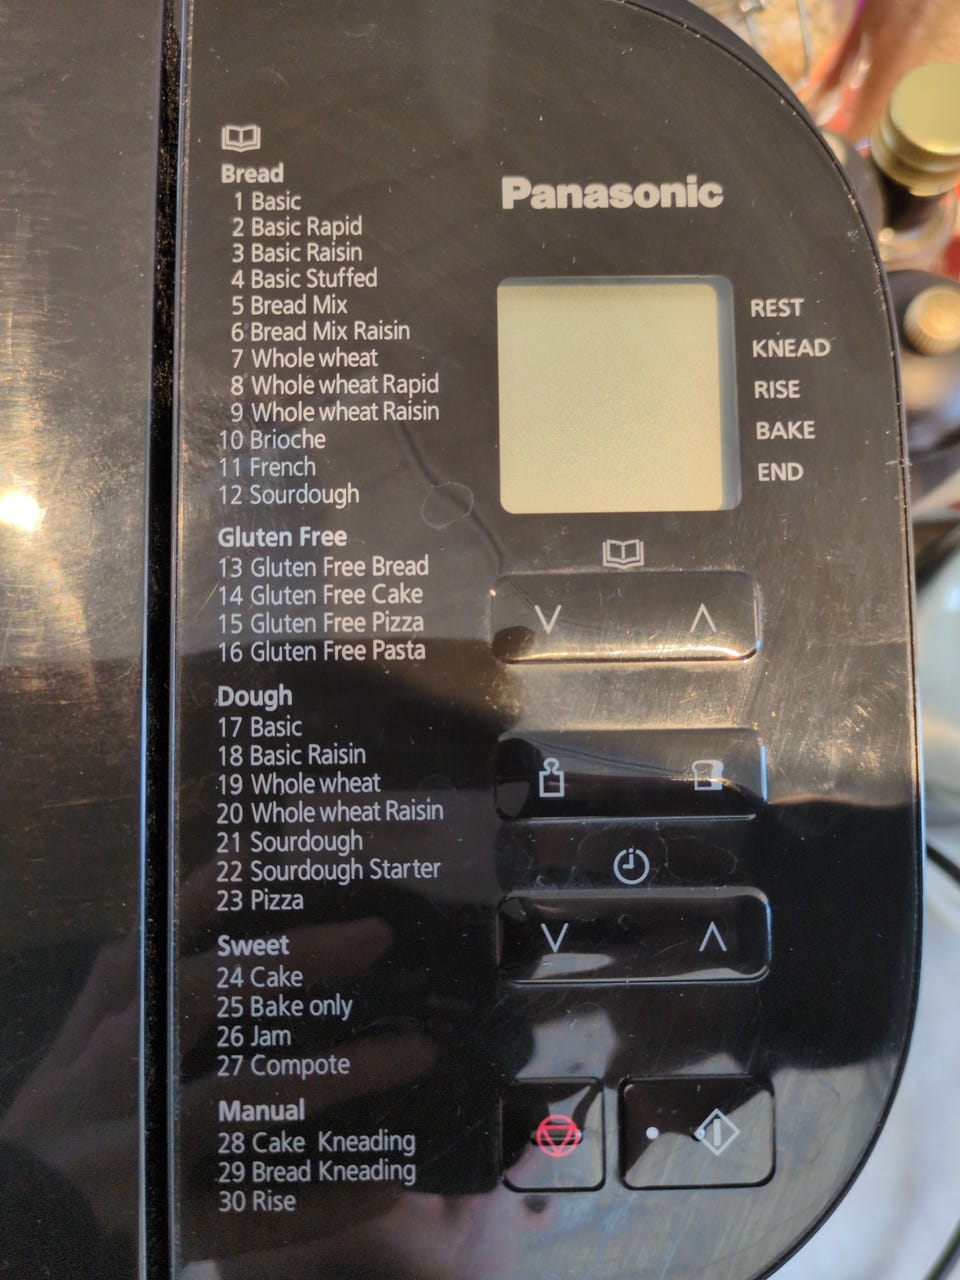 Bread
1 Basic
2 Basic Rapid
3 Basic Raisin
4 Basic Stuffed
5 Bread Mix
6 Bread Mix Raisin
7 Whole wheat
8 Whole wheat Rapid
9 Whole wheat Raisin
10 Brioche
11 French
12 Sourdough
Gluten Free
13 Gluten Free Bread
14 Gluten Free Cake
15 Gluten Free Pizza
16 Gluten Free Pasta
Dough
17 Basic
18 Basic Raisin
19 Whole wheat
20 Whole wheat Raisin
21 Sourdough
22 Sourdough Starter
23 Pizza
Sweet
24 Cake
25 Bake only
26 Jam
27 Compote
Manual
28 Cake Kneading
29 Bread Kneading
30 Rise
Panasonic
REST
KNEAD
RISE
BAKE
END